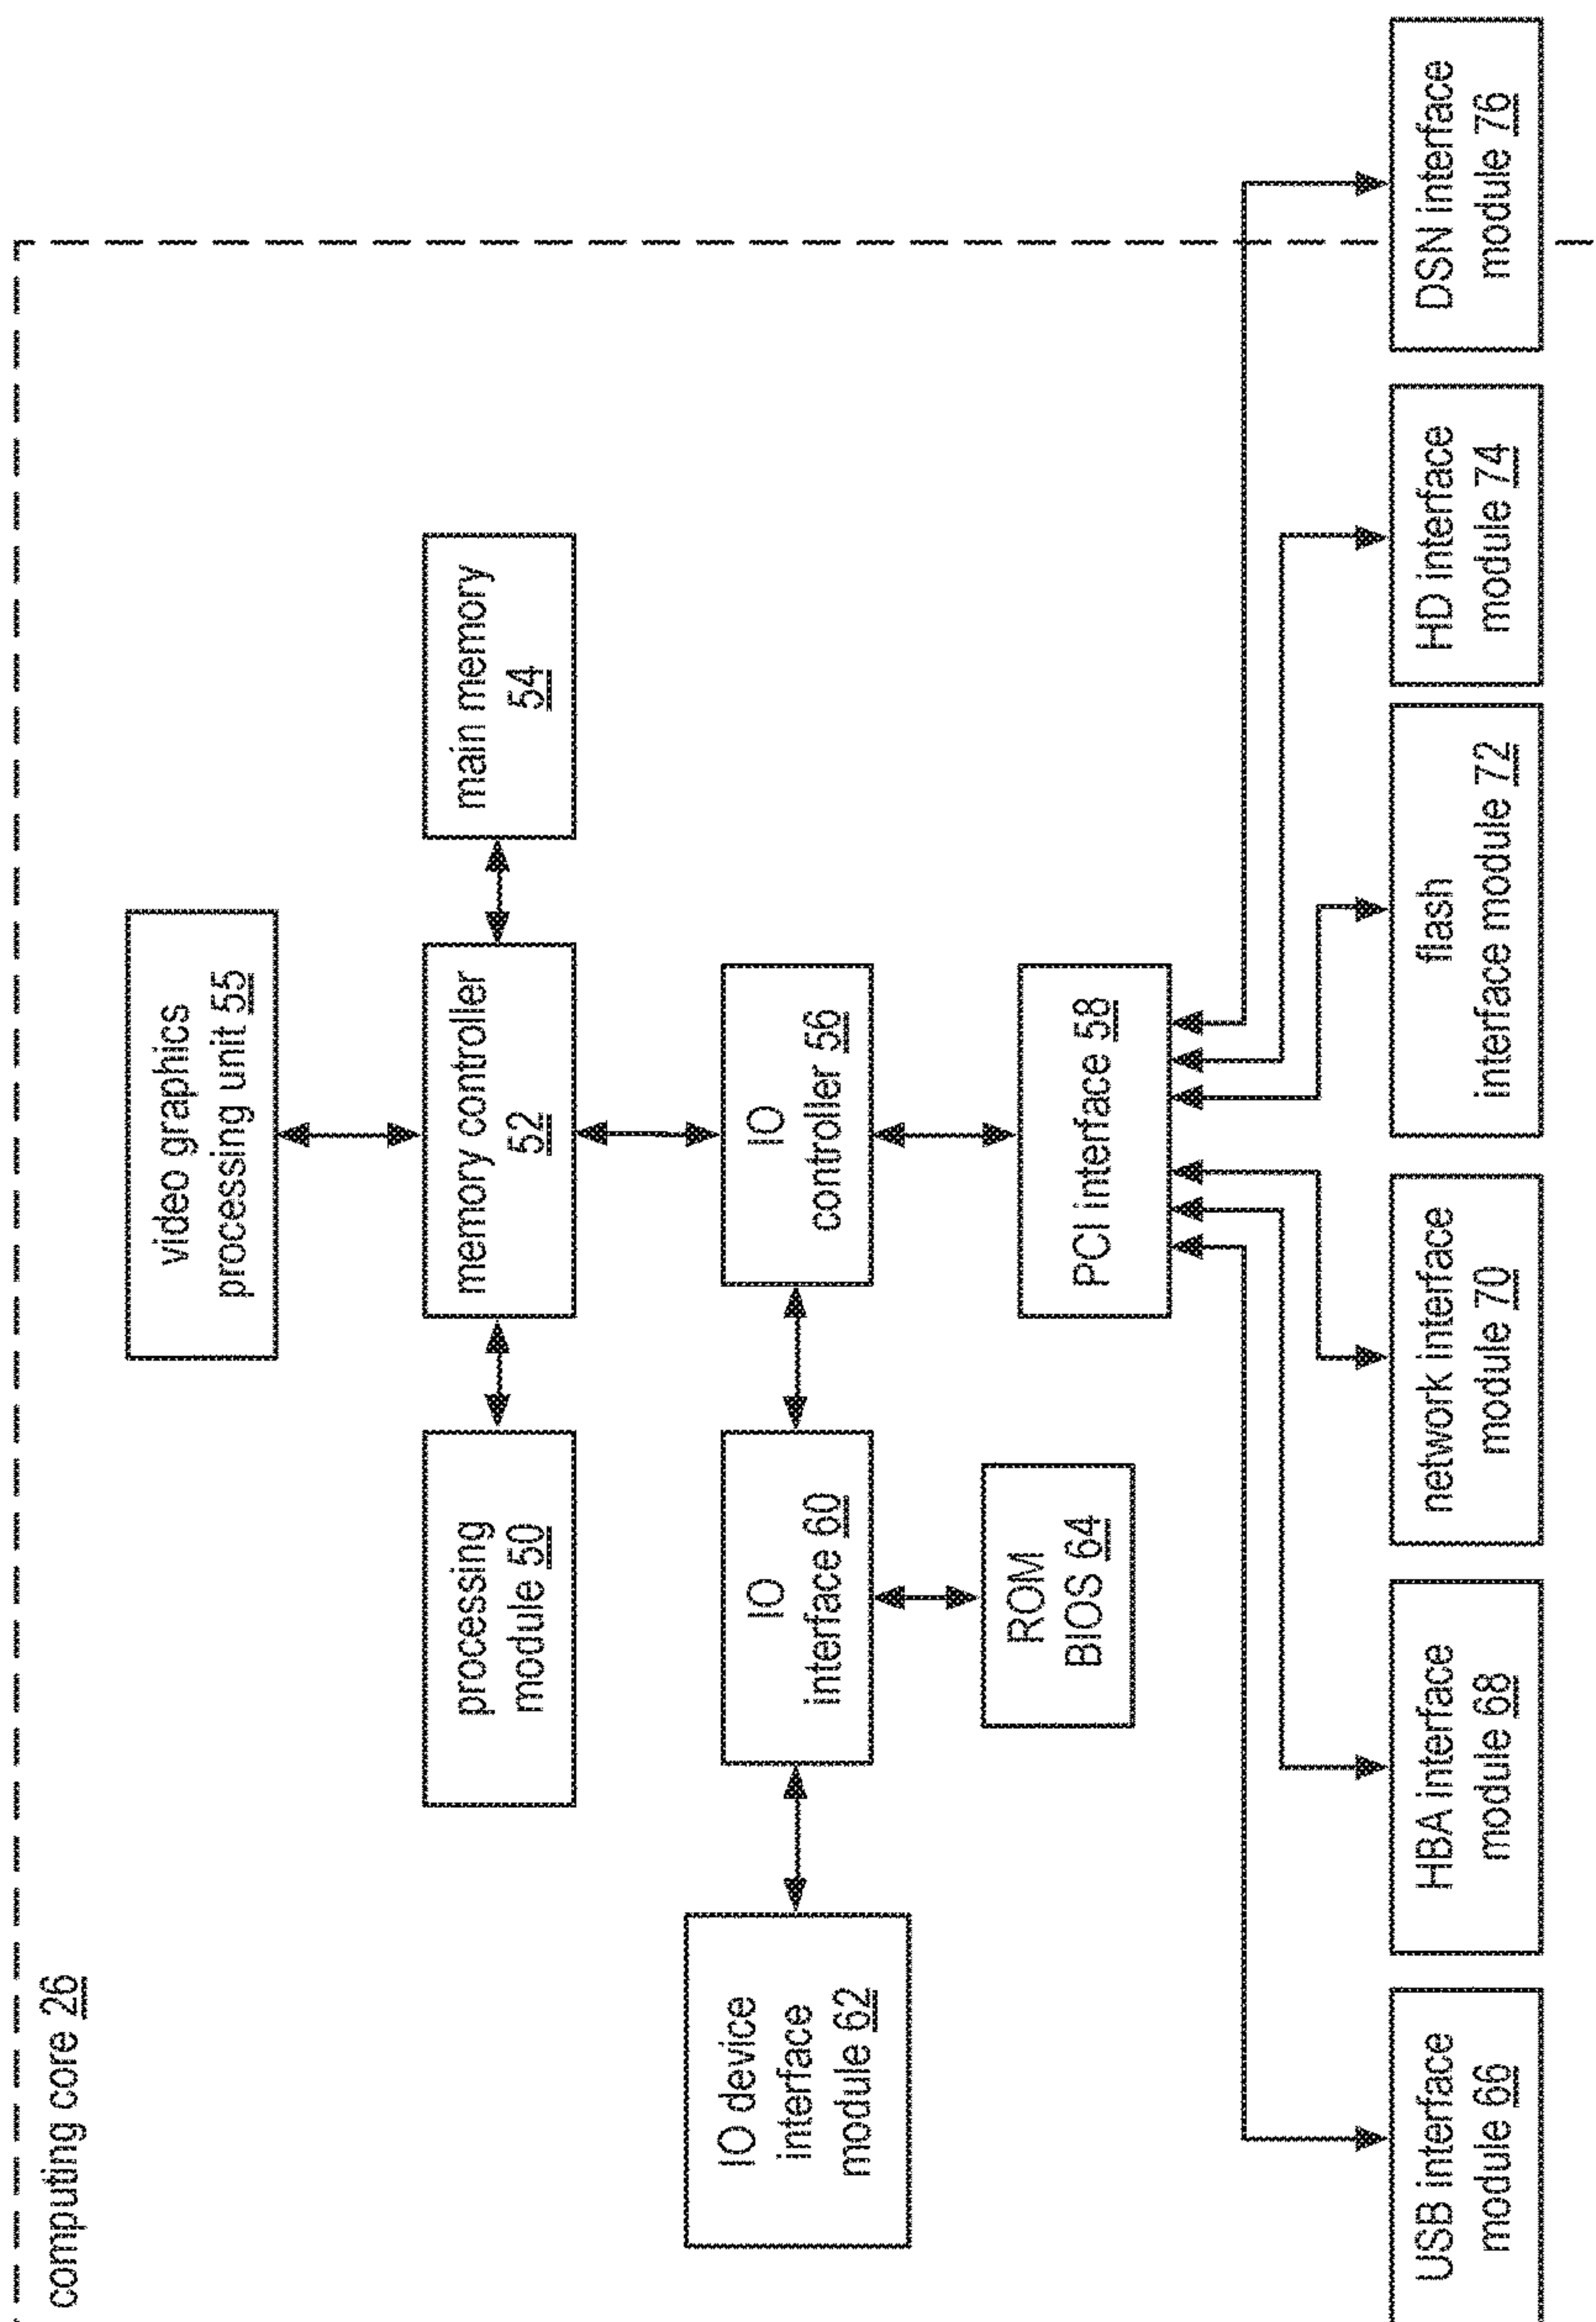 computing core 26
video graphics
processing unit 55
processing
module 50
memory controller
52
main memory
54
IO device
interface
module 62
IO
interface 60
IO
controller 56
ROM
BIOS 64
PCI interface 58
USB interface
module 66
HBA interface
module 68
network interface
module 70
flash
interface module 72
HD interface
module 74
DSN interface
module 76